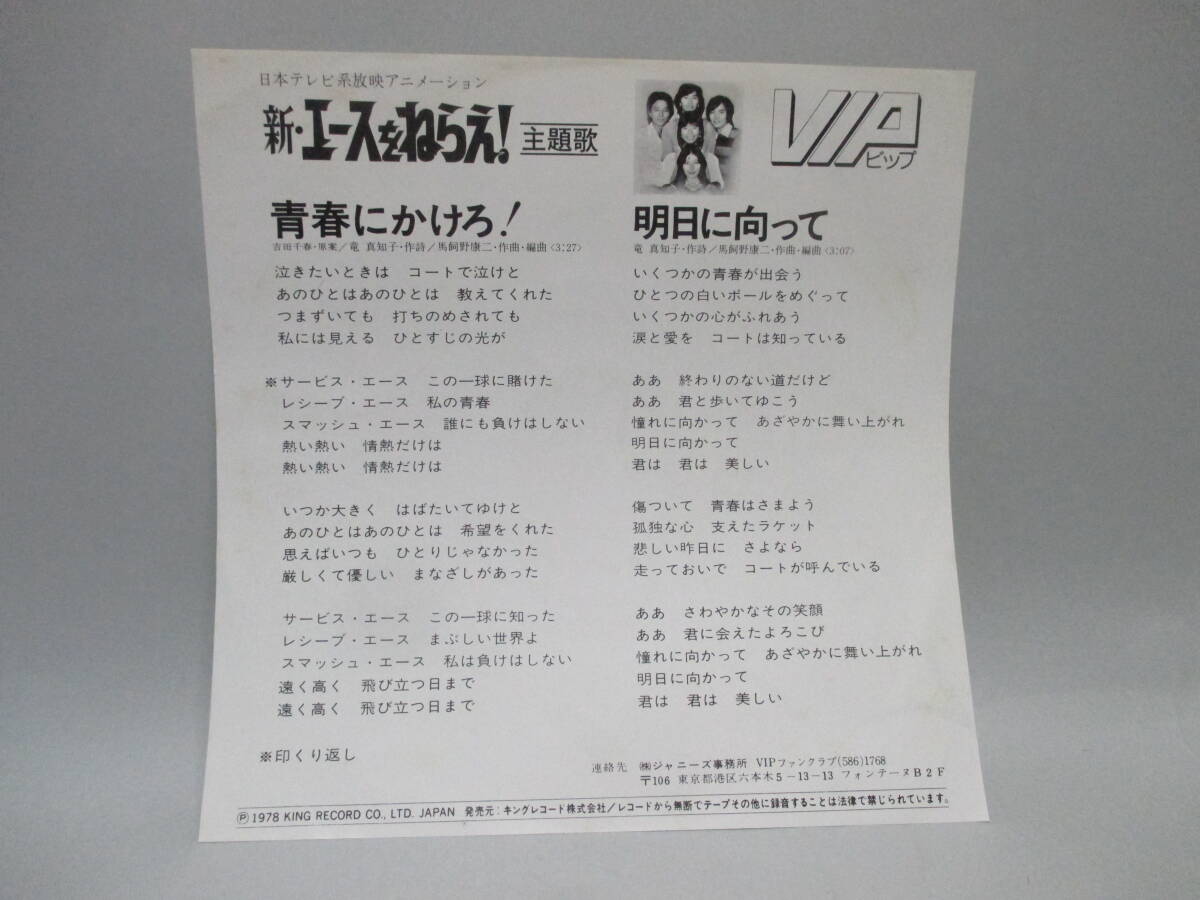 日本テレビ系放映アニメーション
新・エースをねらえ! 主題歌
青春にかけろ!
吉田千春・原案/竜 真知子・作詩/馬飼野康二・作曲・編曲〈3:27〉
泣きたいときは コートで泣けと
あのひとはあのひとは 教えてくれた
つまずいても 打ちのめされても
私には見える ひとすじの光が
※サービス・エース この一球に賭けた
レシーブ・エース 私の青春
スマッシュ・エース 誰にも負けはしない
熱い熱い 情熱だけは
熱い熱い 情熱だけは
いつか大きく はばたいてゆけと
あのひとはあのひとは 希望をくれた
思えばいつも ひとりじゃなかった
厳しくて優しい まなざしがあった
サービス・エース この一球に知った
レシーブ・エース まぶしい世界よ
スマッシュ・エース 私は負けはしない
遠く高く 飛び立つ日まで
遠く高く 飛び立つ日まで
※印くり返し
VIP
ビップ
明日に向って
竜 真知子・作詩/馬飼野康二・作曲・編曲〈3:07〉
いくつかの青春が出会う
ひとつの白いボールをめぐって
いくつかの心がふれあう
涙と愛を コートは知っている
ああ 終わりのない道だけど
ああ 君と歩いてゆこう
憧れに向かって あざやかに舞い上がれ
明日に向かって
君は 君は 美しい
傷ついて 青春はさまよう
孤独な心 支えたラケット
悲しい昨日に さよなら
走っておいで コートが呼んでいる
ああ さわやかなその笑顔
ああ 君に会えたよろこび
憧れに向かって あざやかに舞い上がれ
明日に向かって
君は 君は 美しい
連絡先 ㈱ジャニーズ事務所 VIPファンクラブ(586)1768
〒106 東京都港区六本木5-13-13 フォンテーヌB2F
Ⓟ1978 KING RECORD CO., LTD. JAPAN 発売元:キングレコード株式会社/レコードから無断でテープその他に録音することは法律で禁じられています。